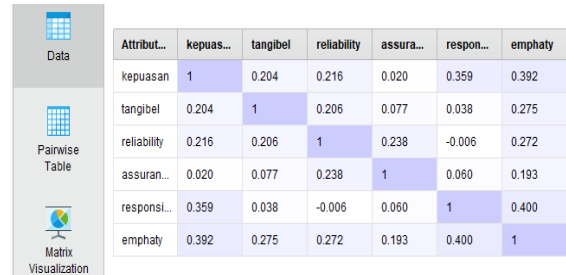 Data
Pairwise
Table
Matrix
Visualization
Attribut... kepuas... tangibel reliability assura... respon... emphaty
kepuasan 1 0.204 0.216 0.020 0.359 0.392
tangibel 0.204 1 0.206 0.077 0.038 0.275
reliability 0.216 0.206 1 0.238 -0.006 0.272
assuran... 0.020 0.077 0.238 1 0.060 0.193
responsi... 0.359 0.038 -0.006 0.060 1 0.400
emphaty 0.392 0.275 0.272 0.193 0.400 1